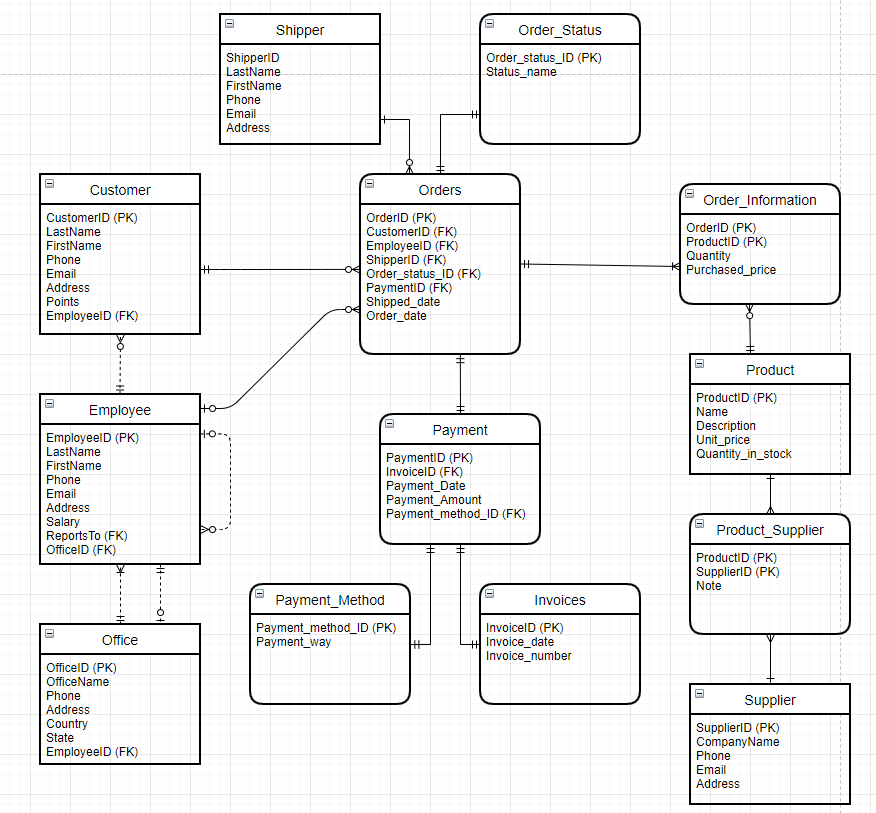 Shipper
ShipperID
LastName
FirstName
Phone
Email
Address
Order_Status
Order_status_ID (PK)
Status_name
Customer
CustomerID (PK)
LastName
FirstName
Phone
Email
Address
Points
EmployeeID (FK)
Orders
OrderID (PK)
CustomerID (FK)
EmployeeID (FK)
ShipperID (FK)
Order_status_ID (FK)
PaymentID (FK)
Shipped_date
Order_date
Order_Information
OrderID (PK)
ProductID (PK)
Quantity
Purchased_price
Employee
EmployeeID (PK)
LastName
FirstName
Phone
Email
Address
Salary
ReportsTo (FK)
OfficeID (FK)
Payment
PaymentID (PK)
InvoiceID (FK)
Payment_Date
Payment_Amount
Payment_method_ID (FK)
Product
ProductID (PK)
Name
Description
Unit_price
Quantity_in_stock
Product_Supplier
ProductID (PK)
SupplierID (PK)
Note
Office
OfficeID (PK)
OfficeName
Phone
Address
Country
State
EmployeeID (FK)
Payment_Method
Payment_method_ID (PK)
Payment_way
Invoices
InvoiceID (PK)
Invoice_date
Invoice_number
Supplier
SupplierID (PK)
CompanyName
Phone
Email
Address